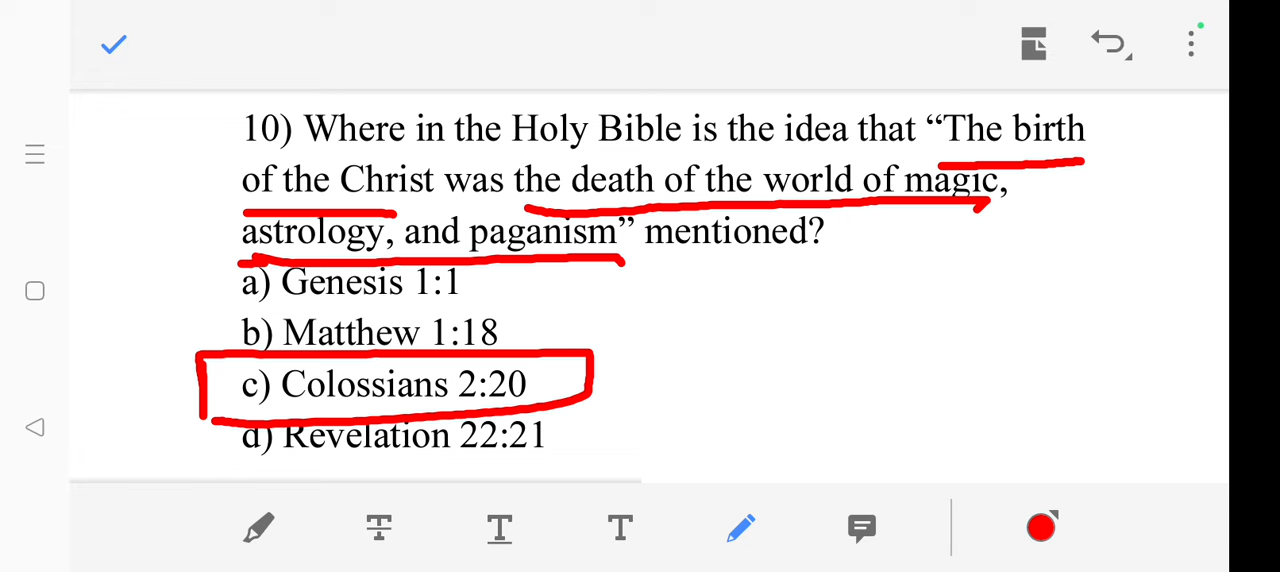 10) Where in the Holy Bible is the idea that “The birth
of the Christ was the death of the world of magic,
astrology, and paganism” mentioned?
a) Genesis 1:1
b) Matthew 1:18
c) Colossians 2:20
d) Revelation 22:21